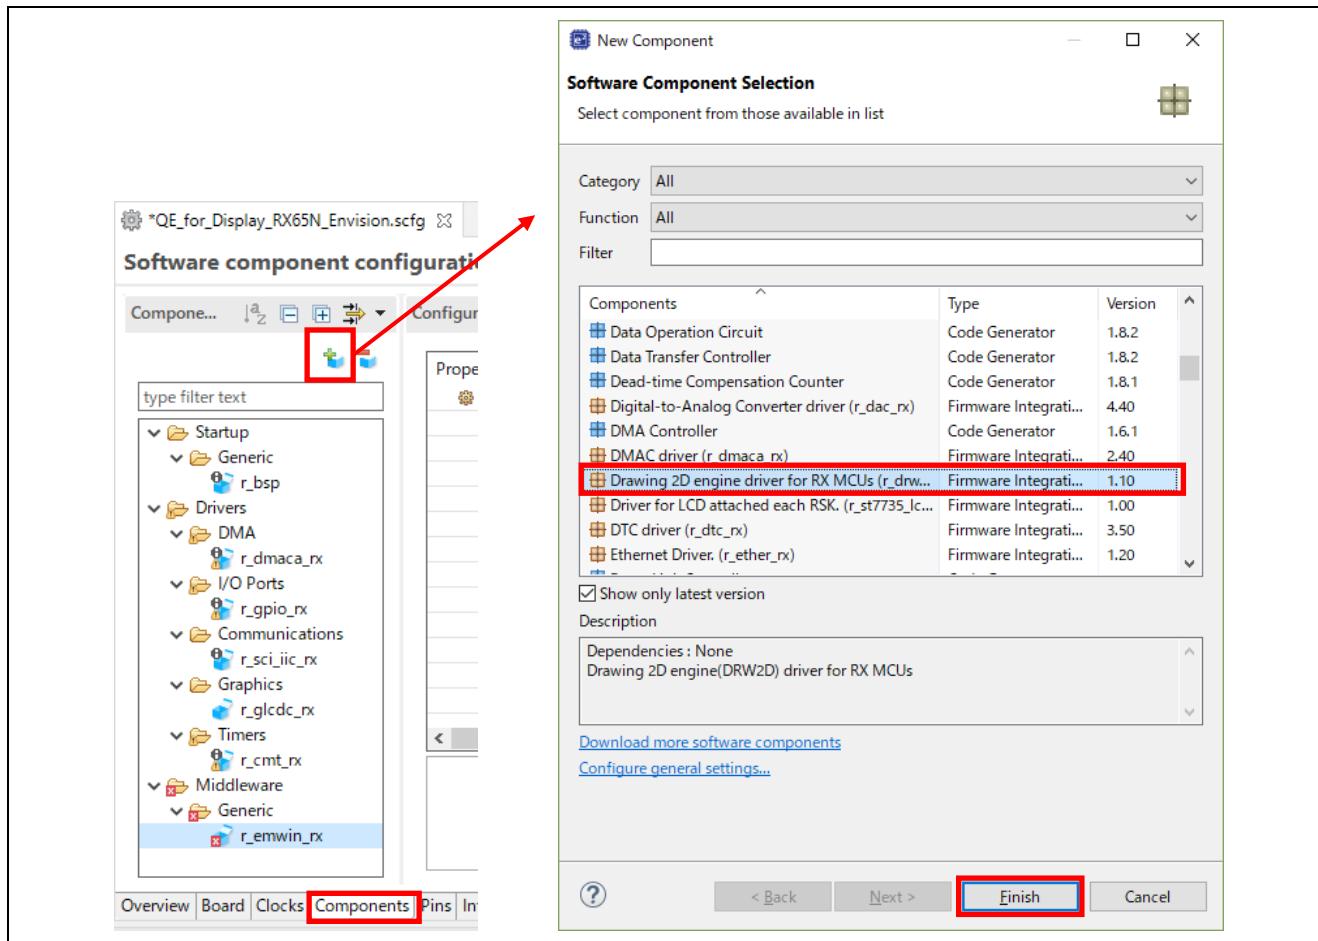 *QE_for_Display_RX65N_Envision.scfg
Software component configurati
Compone...
Configur
Prope
type filter text
Startup
Generic
r_bsp
Drivers
DMA
r_dmaca_rx
I/O Ports
r_gpio_rx
Communications
r_sci_iic_rx
Graphics
r_glcdc_rx
Timers
r_cmt_rx
Middleware
Generic
r_emwin_rx
Overview Board Clocks Components Pins In
New Component
Software Component Selection
Select component from those available in list
Category All
Function All
Filter
Components Type Version
Data Operation Circuit Code Generator 1.8.2
Data Transfer Controller Code Generator 1.8.2
Dead-time Compensation Counter Code Generator 1.8.1
Digital-to-Analog Converter driver (r_dac_rx) Firmware Integrati... 4.40
DMA Controller Code Generator 1.6.1
DMAC driver (r_dmaca_rx) Firmware Integrati... 2.40
Drawing 2D engine driver for RX MCUs (r_drw... Firmware Integrati... 1.10
Driver for LCD attached each RSK. (r_st7735_lc... Firmware Integrati... 1.00
DTC driver (r_dtc_rx) Firmware Integrati... 3.50
Ethernet Driver. (r_ether_rx) Firmware Integrati... 1.20
Show only latest version
Description
Dependencies : None
Drawing 2D engine(DRW2D) driver for RX MCUs
Download more software components
Configure general settings...
< Back Next > Finish Cancel